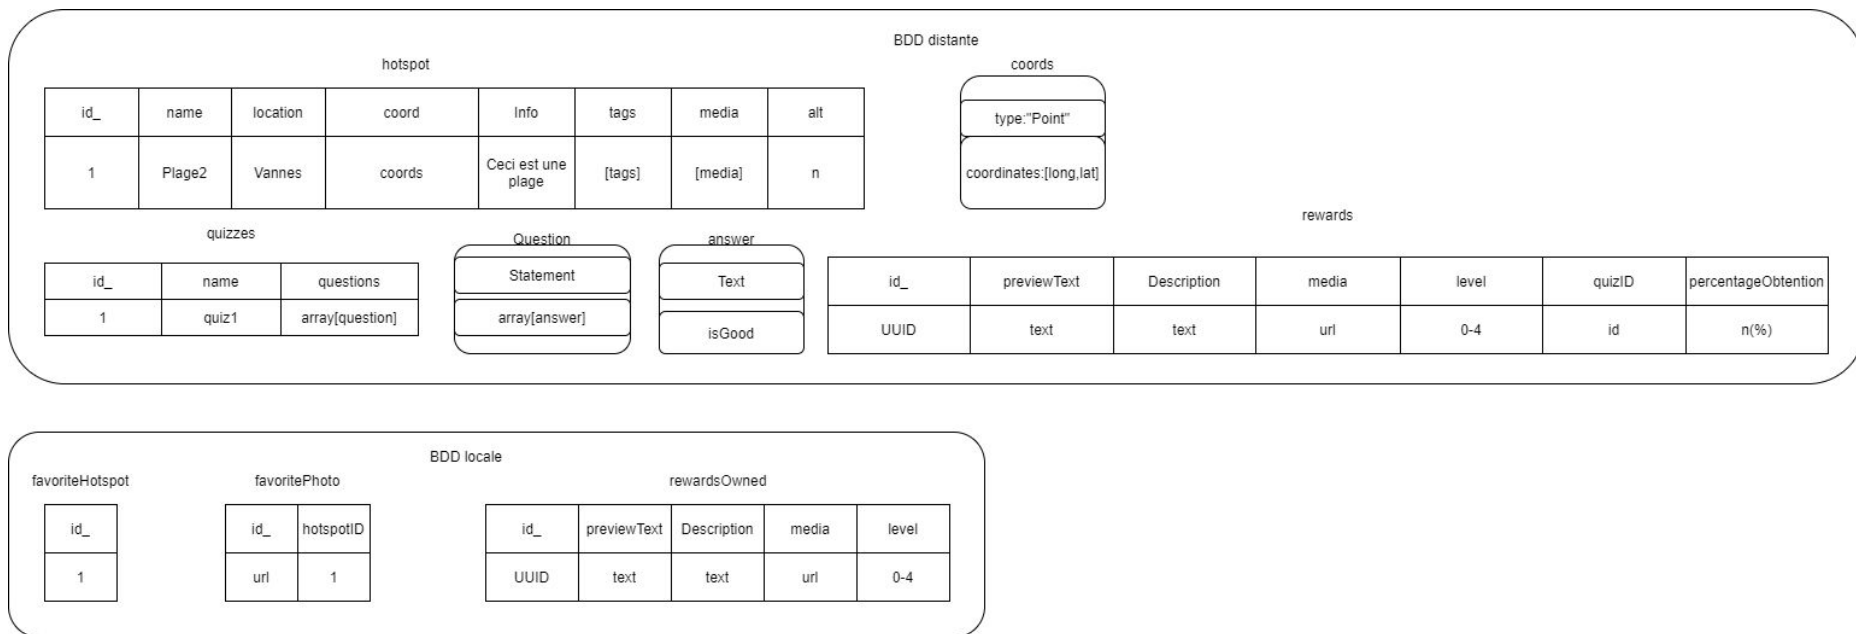 BDD distante
hotspot
coords
id_ name location coord Info tags media alt
1 Plage2 Vannes coords Ceci est une plage [tags] [media] n
type:"Point"
coordinates:[long,lat]
quizzes
Question
answer
rewards
id_ name questions
1 quiz1 array[question]
Statement
array[answer]
Text
isGood
id_ previewText Description media level quizID percentageObtention
UUID text text url 0-4 id n(%)
BDD locale
favoriteHotspot
favoritePhoto
rewardsOwned
id_
1
id_ hotspotID
url 1
id_ previewText Description media level
UUID text text url 0-4